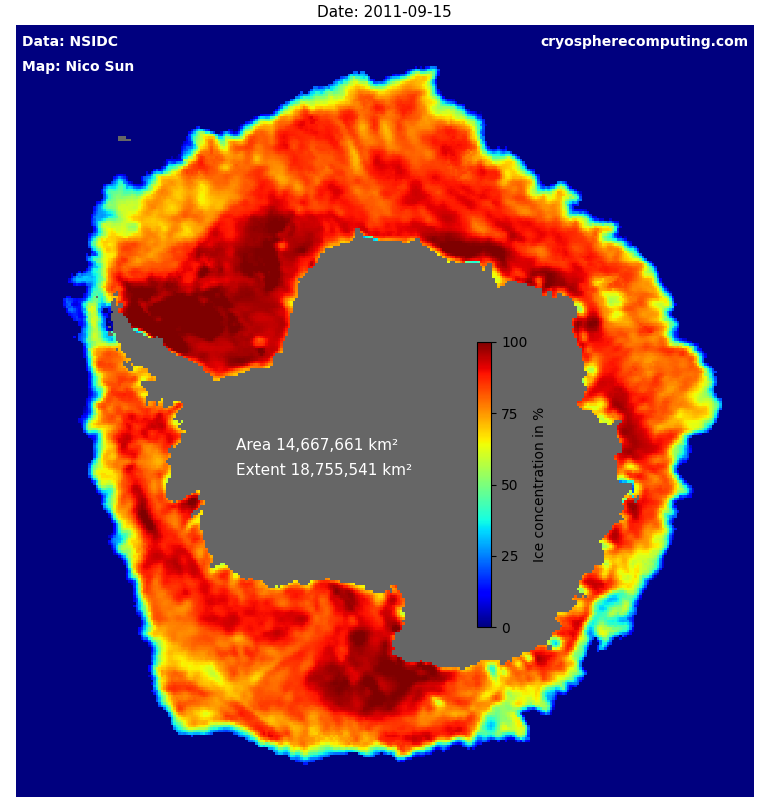 Date: 2011-09-15
Data: NSIDC
cryospherecomputing.com
Map: Nico Sun
100
75
50
25
0
Ice concentration in %
Area 14,667,661 km²
Extent 18,755,541 km²